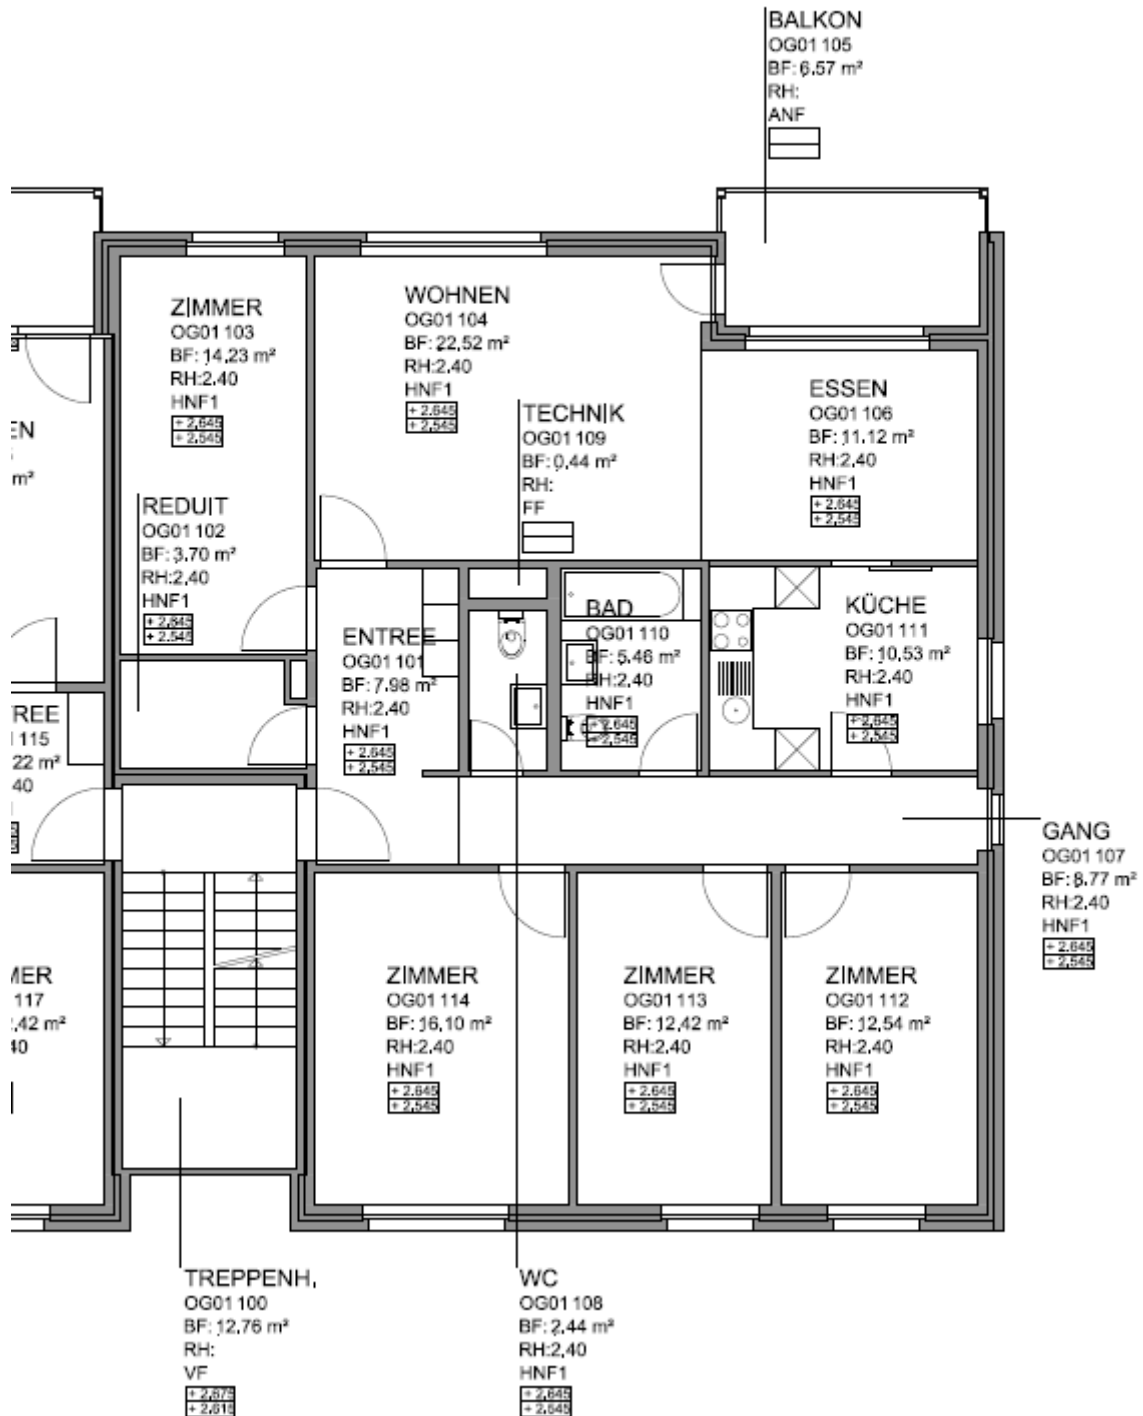 BALKON
OG01 105
BF: 6.57 m²
RH:
ANF
ZIMMER
OG01 103
BF: 14,23 m²
RH:2.40
HNF1
+ 2,645
+ 2,545
WOHNEN
OG01 104
BF: 22,52 m²
RH:2.40
HNF1
+ 2.645
+ 2,545
EN
m²
ESSEN
OG01 106
BF: 11.12 m²
RH:2.40
HNF1
+ 2.645
+ 2,545
TECHNIK
OG01 109
BF: 0,44 m²
RH:
FF
REDUIT
OG01 102
BF: 3.70 m²
RH:2,40
HNF1
+ 2,645
+ 2.545
ENTREE
OG01 101
BF: 7.98 m²
RH:2.40
HNF1
+ 2.645
+ 2,545
BAD
OG01 110
BF: 5.46 m²
RH:2,40
HNF1
+ 2.645
+ 2,545
KÜCHE
OG01 111
BF: 10,53 m²
RH:2.40
HNF1
+ 2,645
+ 2,545
TREE
115
22 m²
40
GANG
OG01 107
BF: 8.77 m²
RH:2.40
HNF1
+ 2.645
+ 2,545
MER
117
,42 m²
40
ZIMMER
OG01 114
BF: 16,10 m²
RH:2.40
HNF1
+ 2.645
+ 2,545
ZIMMER
OG01 113
BF: 12,42 m²
RH:2.40
HNF1
+ 2.645
+ 2,545
ZIMMER
OG01 112
BF: 12,54 m²
RH:2.40
HNF1
+ 2.645
+ 2,545
TREPPENH,
OG01 100
BF: 12,76 m²
RH:
VF
+ 2,675
+ 2,615
WC
OG01 108
BF: 2,44 m²
RH:2,40
HNF1
+ 2,645
+ 2,545